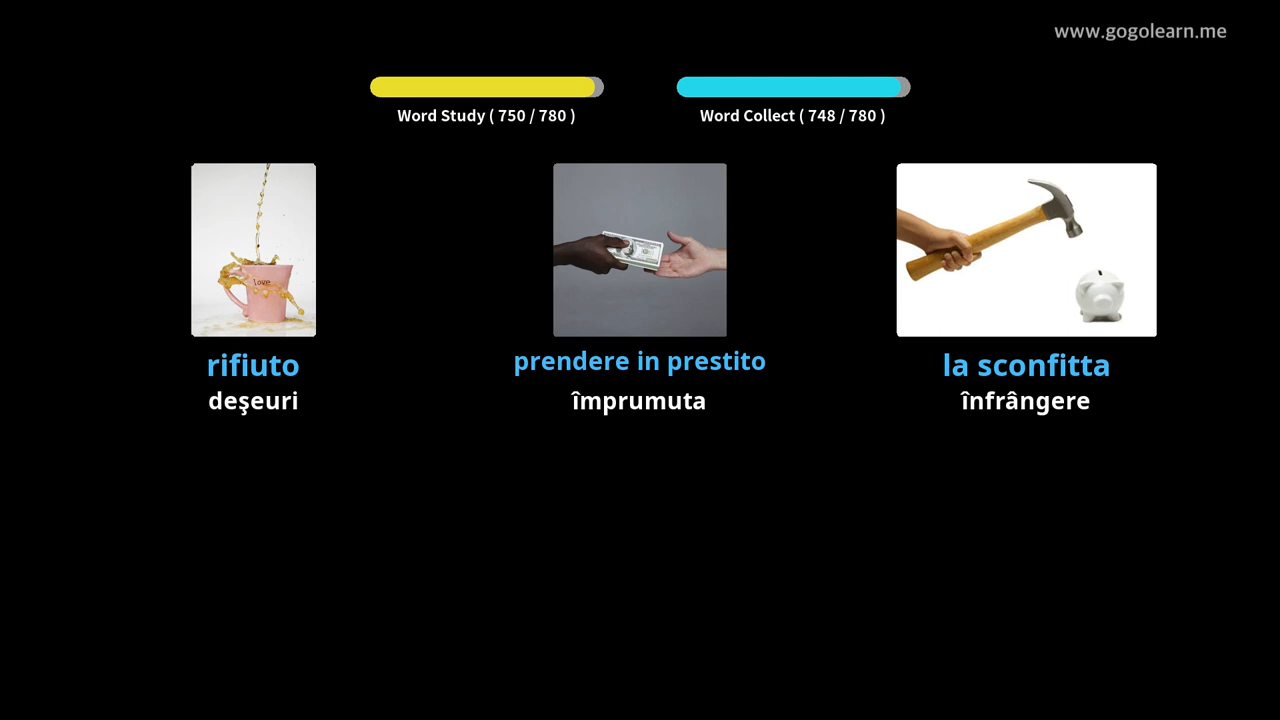 www.gogolearn.me
Word Study ( 750 / 780 )
Word Collect ( 748 / 780 )
love
rifiuto
prendere in prestito
la sconfitta
deşeuri
împrumuta
înfrângere